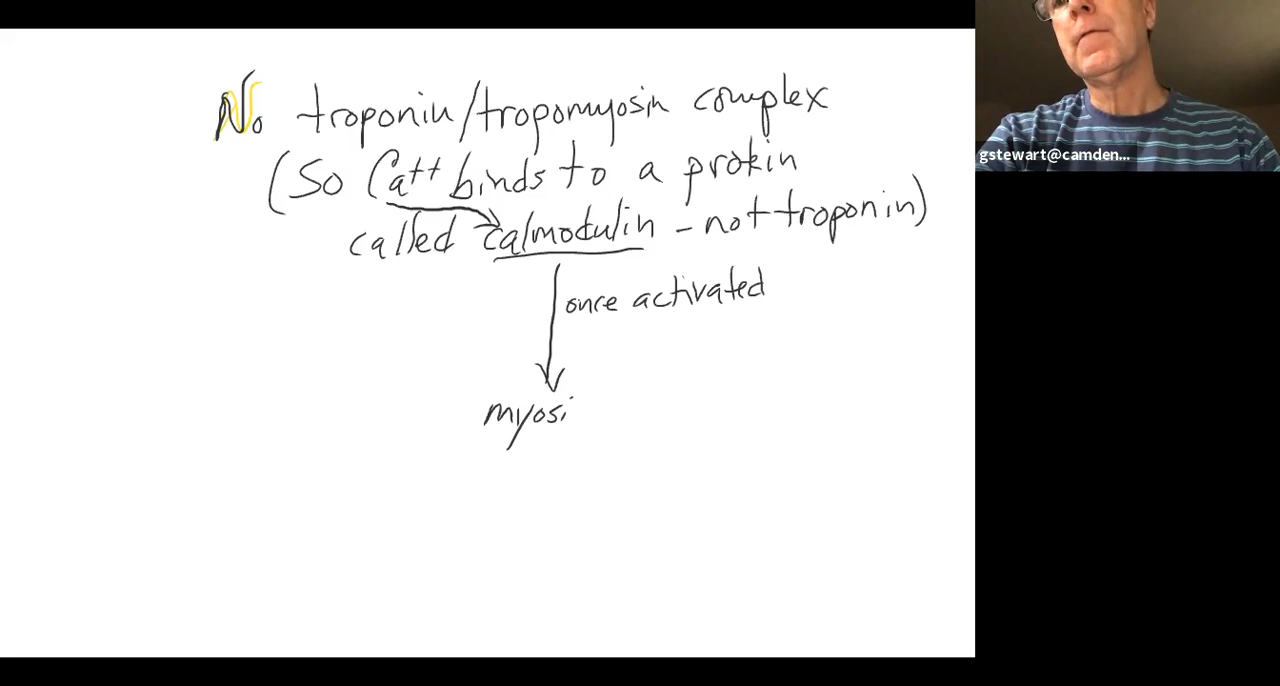 No troponin/tropomyosin complex
(So Ca++ binds to a protein
called calmodulin - not troponin)
once activated
myosi
gstewart@camden...